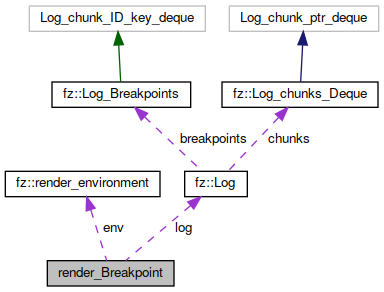 Log_chunk_ID_key_deque
Log_chunk_ptr_deque
fz::Log_Breakpoints
fz::Log_chunks_Deque
breakpoints
chunks
fz::render_environment
fz::Log
env
log
render_Breakpoint